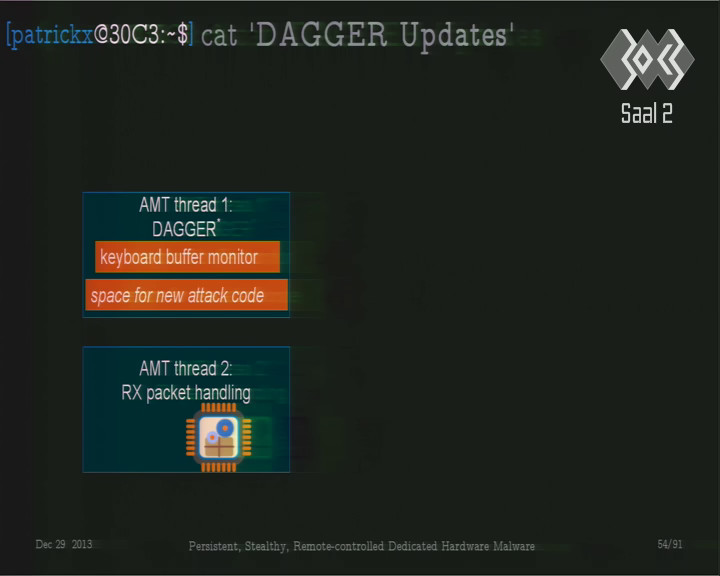 [patrickx@30C3:~$] cat 'DAGGER Updates'
30C3
Saal 2
AMT thread 1:
DAGGER*
keyboard buffer monitor
space for new attack code
AMT thread 2:
RX packet handling
Dec 29 2013
Persistent, Stealthy, Remote-controlled Dedicated Hardware Malware
54/91